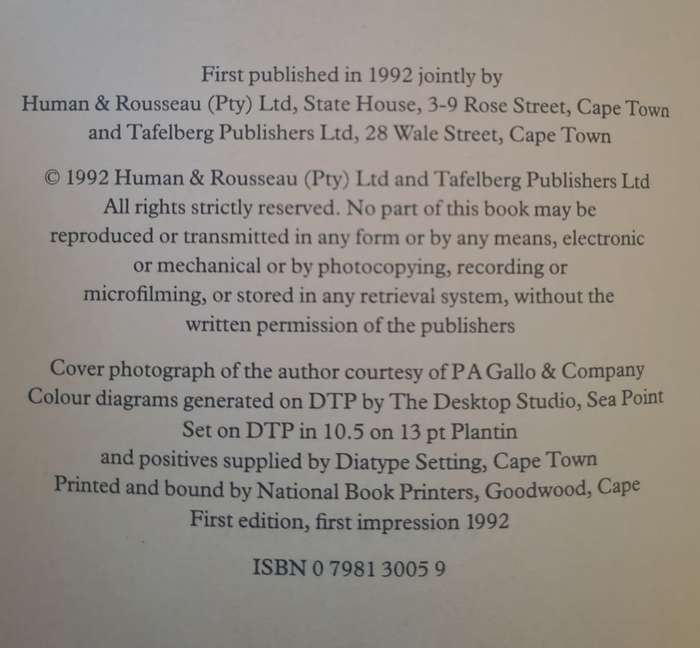 First published in 1992 jointly by
Human & Rousseau (Pty) Ltd, State House, 3-9 Rose Street, Cape Town
and Tafelberg Publishers Ltd, 28 Wale Street, Cape Town
© 1992 Human & Rousseau (Pty) Ltd and Tafelberg Publishers Ltd
All rights strictly reserved. No part of this book may be
reproduced or transmitted in any form or by any means, electronic
or mechanical or by photocopying, recording or
microfilming, or stored in any retrieval system, without the
written permission of the publishers
Cover photograph of the author courtesy of P A Gallo & Company
Colour diagrams generated on DTP by The Desktop Studio, Sea Point
Set on DTP in 10.5 on 13 pt Plantin
and positives supplied by Diatype Setting, Cape Town
Printed and bound by National Book Printers, Goodwood, Cape
First edition, first impression 1992
ISBN 0 7981 3005 9